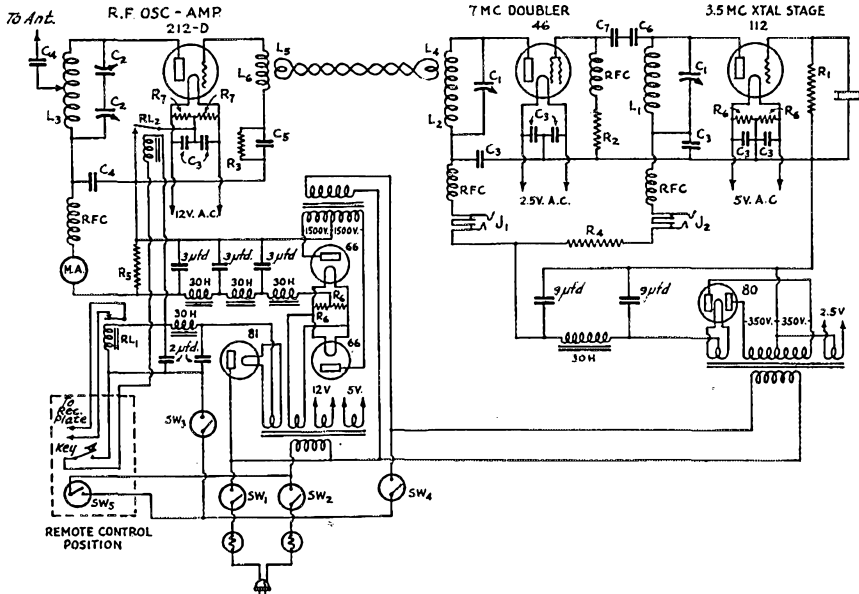 R.F. OSC - AMP.
212-D
7 MC DOUBLER
46
3.5 MC XTAL STAGE
112
To Ant.
C4
C2
C2
L3
R7
R7
RL2
C3
L5
L6
R3
C5
L4
C1
L2
C3
C3
RFC
R2
C7
C6
L1
C1
C3
R6
R6
C3
C3
R1
C4
12V. A.C.
2.5V. A.C.
5V. A.C.
RFC
RFC
RFC
J1
J2
R4
M.A.
R5
3μfd
3μfd.
3μfd
30H
30H
30H
1500V.
1500V.
66
R6
R6
66
9μfd
9μfd
30H
80
350V.
350V.
2.5V
RL1
30H
2μfd.
81
12V
5V.
SW3
To
Rec.
Plate
Key
SW5
SW1
SW2
SW4
REMOTE CONTROL
POSITION